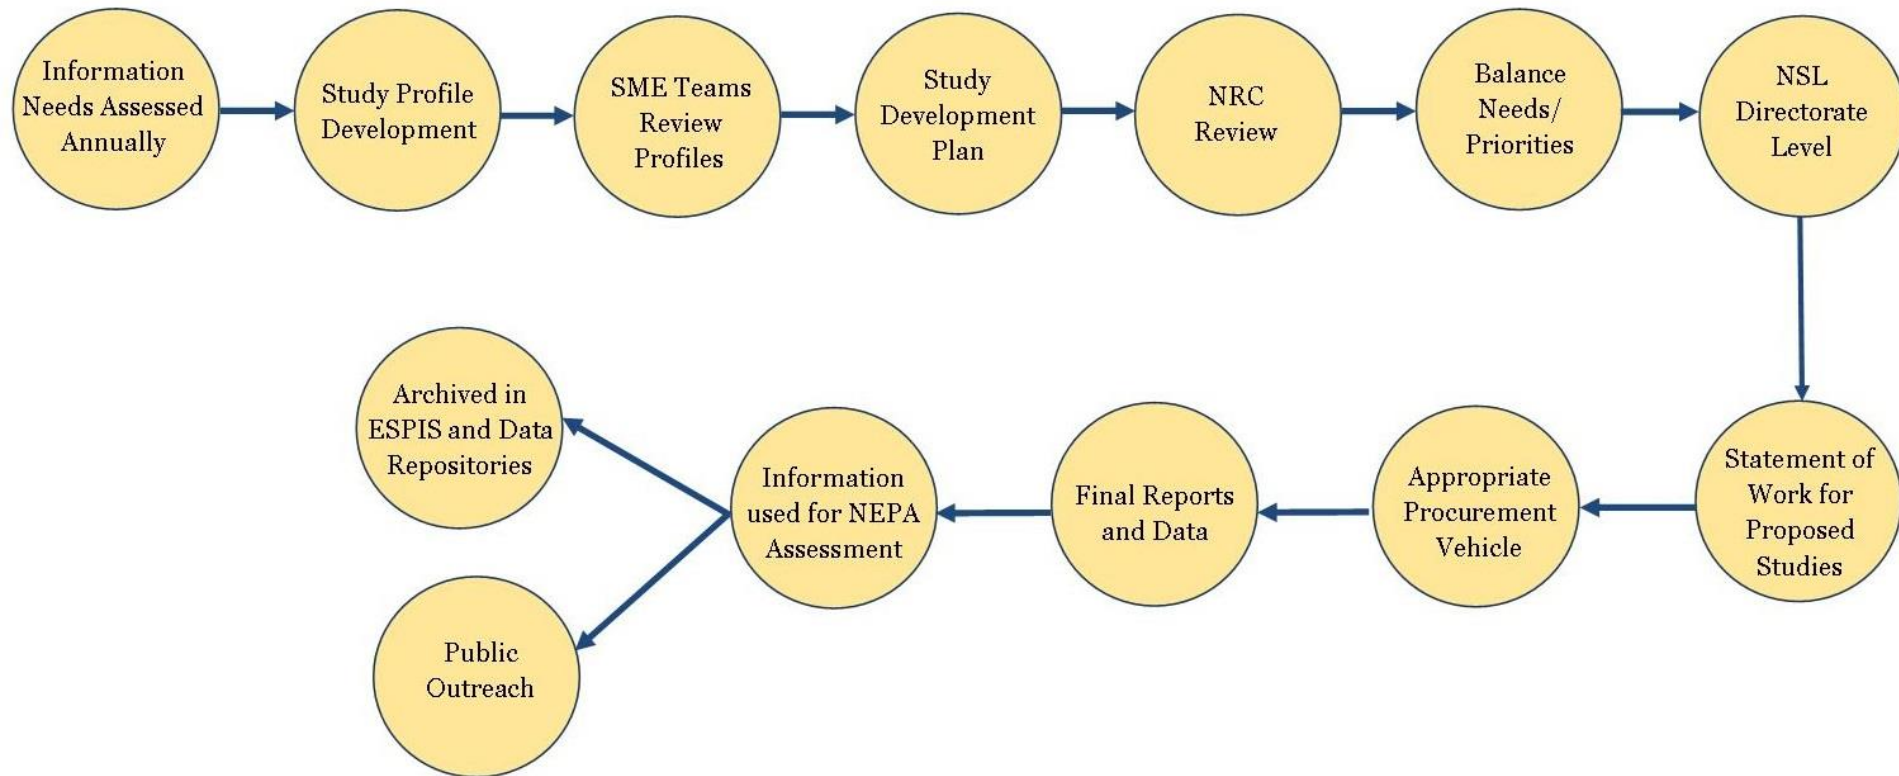 Information
Needs Assessed
Annually
Study Profile
Development
SME Teams
Review
Profiles
Study
Development
Plan
NRC
Review
Balance
Needs/
Priorities
NSL
Directorate
Level
Statement of
Work for
Proposed
Studies
Appropriate
Procurement
Vehicle
Final Reports
and Data
Information
used for NEPA
Assessment
Archived in
ESPIS and Data
Repositories
Public
Outreach